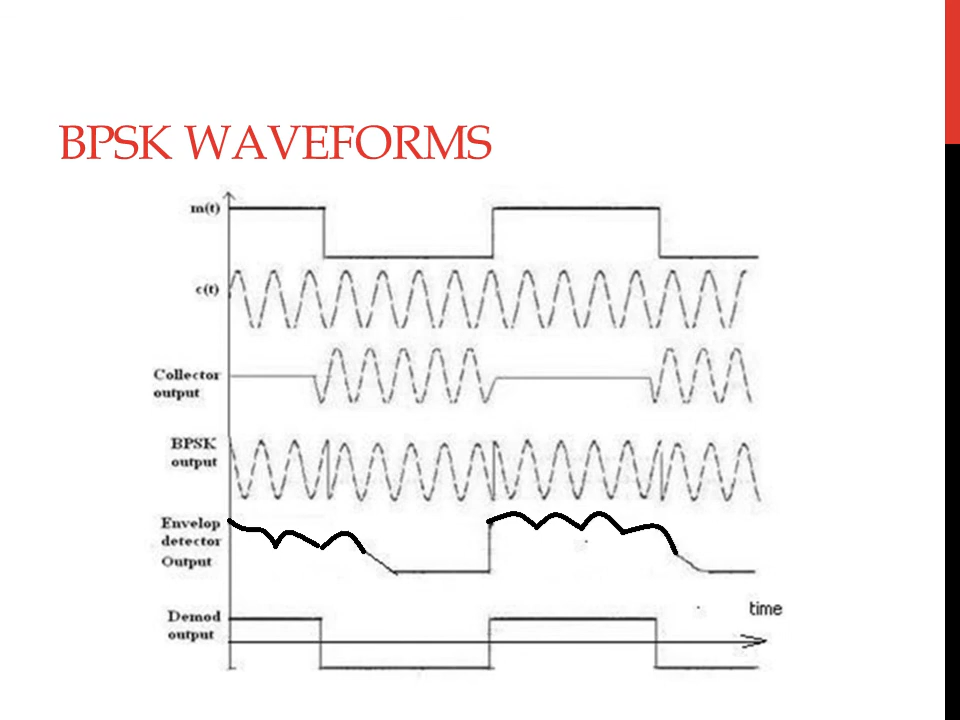 BPSK WAVEFORMS
m(t)
c(t)
Collector
output
BPSK
output
Envelop
detector
Output
time
Demod
output